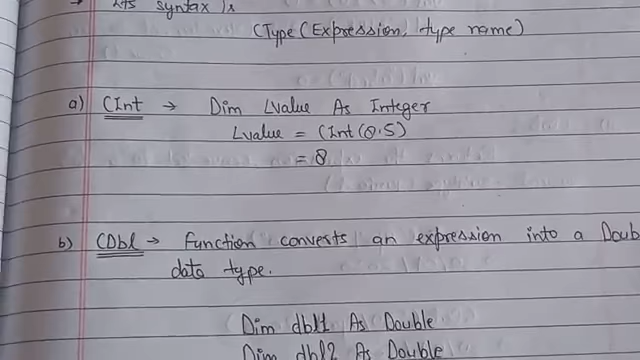 → Its syntax is
CType (Expression, type name)
a) CInt → Dim Lvalue As Integer
Lvalue = CInt(8.5)
= 8
b) CDbl → Function converts an expression into a Doub
data type.
Dim dbl1 As Double
Dim dbl2 As Double